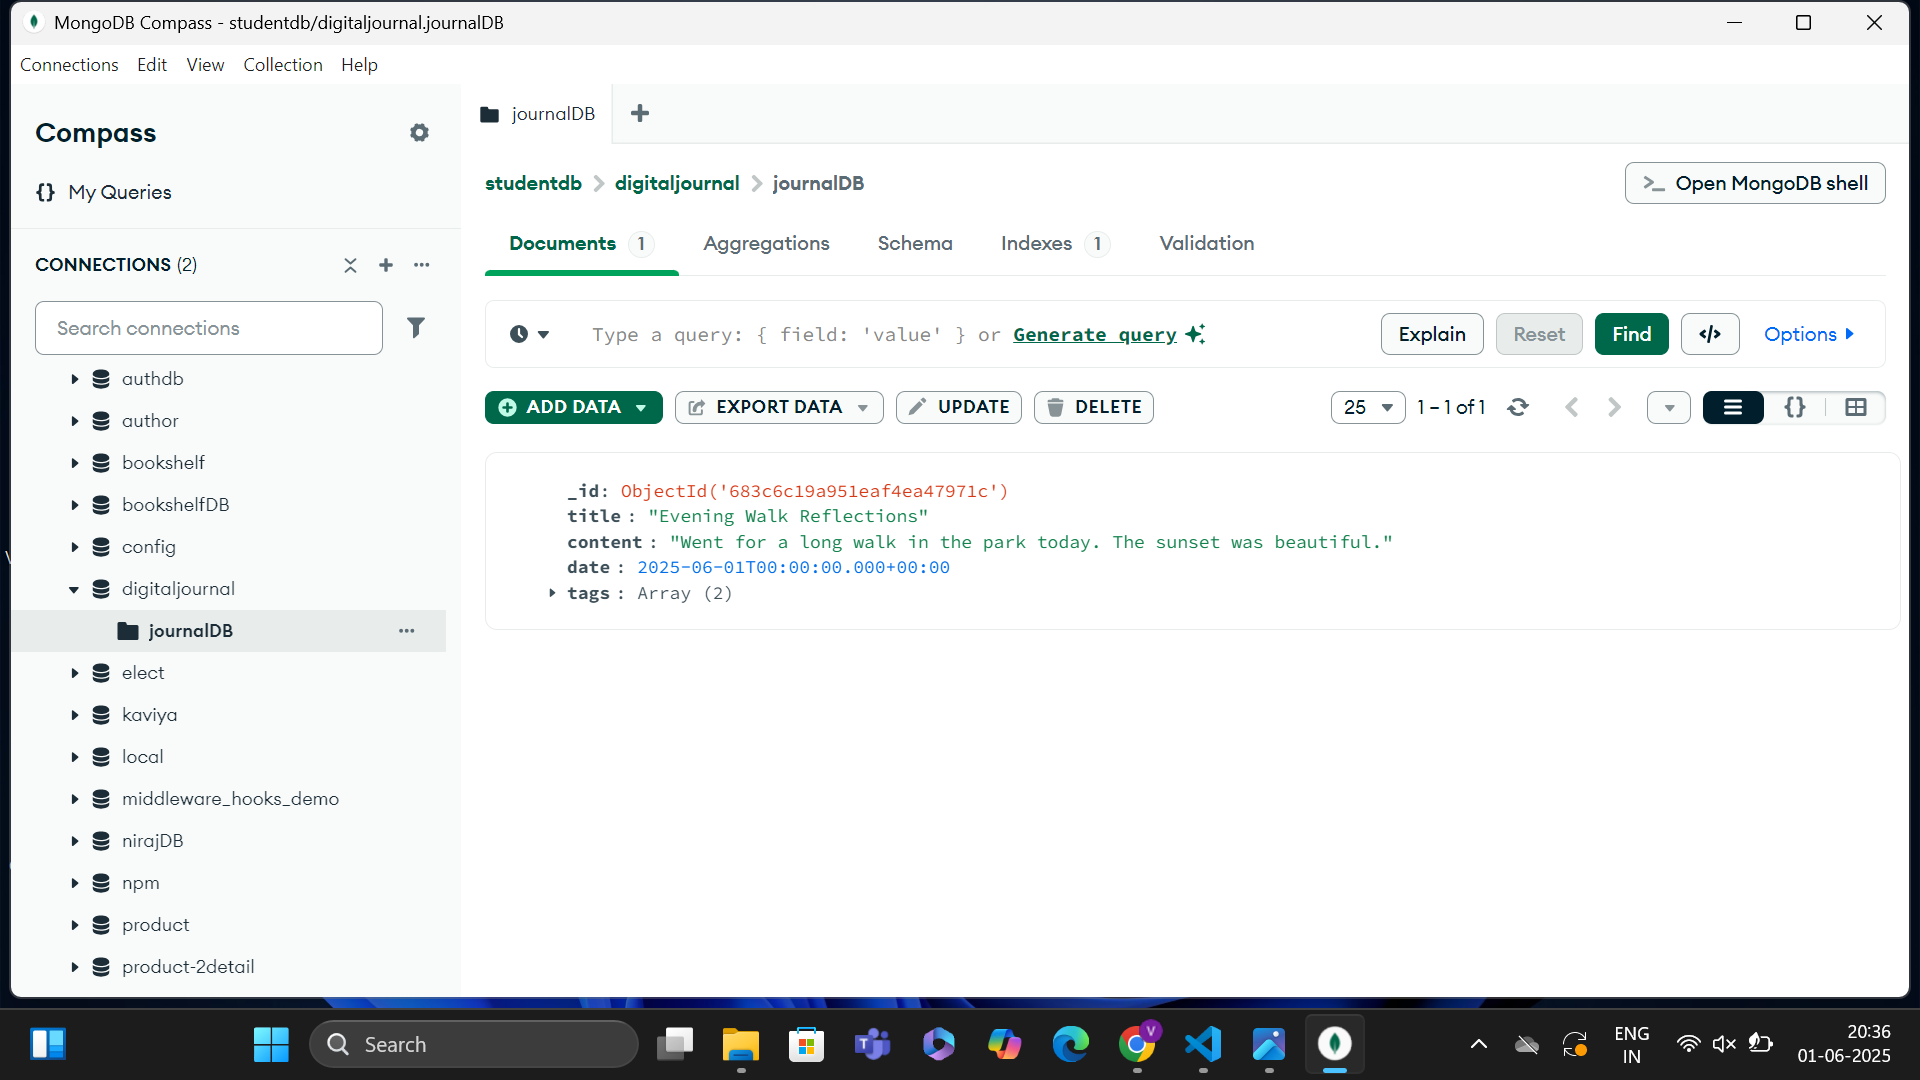 MongoDB Compass - studentdb/digitaljournal.journalDB
Connections Edit View Collection Help
Compass
My Queries
CONNECTIONS (2)
Search connections
authdb
author
bookshelf
bookshelfDB
config
digitaljournal
journalDB
elect
kaviya
local
middleware_hooks_demo
nirajDB
npm
product
product-2detail
journalDB
studentdb > digitaljournal > journalDB
>_ Open MongoDB shell
Documents 1 Aggregations Schema Indexes 1 Validation
Type a query: { field: 'value' } or Generate query
Explain Reset Find </> Options
ADD DATA EXPORT DATA UPDATE DELETE
25 1 – 1 of 1 {}
_id: ObjectId('683c6c19a951eaf4ea47971c')
title : "Evening Walk Reflections"
content : "Went for a long walk in the park today. The sunset was beautiful."
date : 2025-06-01T00:00:00.000+00:00
tags : Array (2)
Search
V
ENG
IN
20:36
01-06-2025